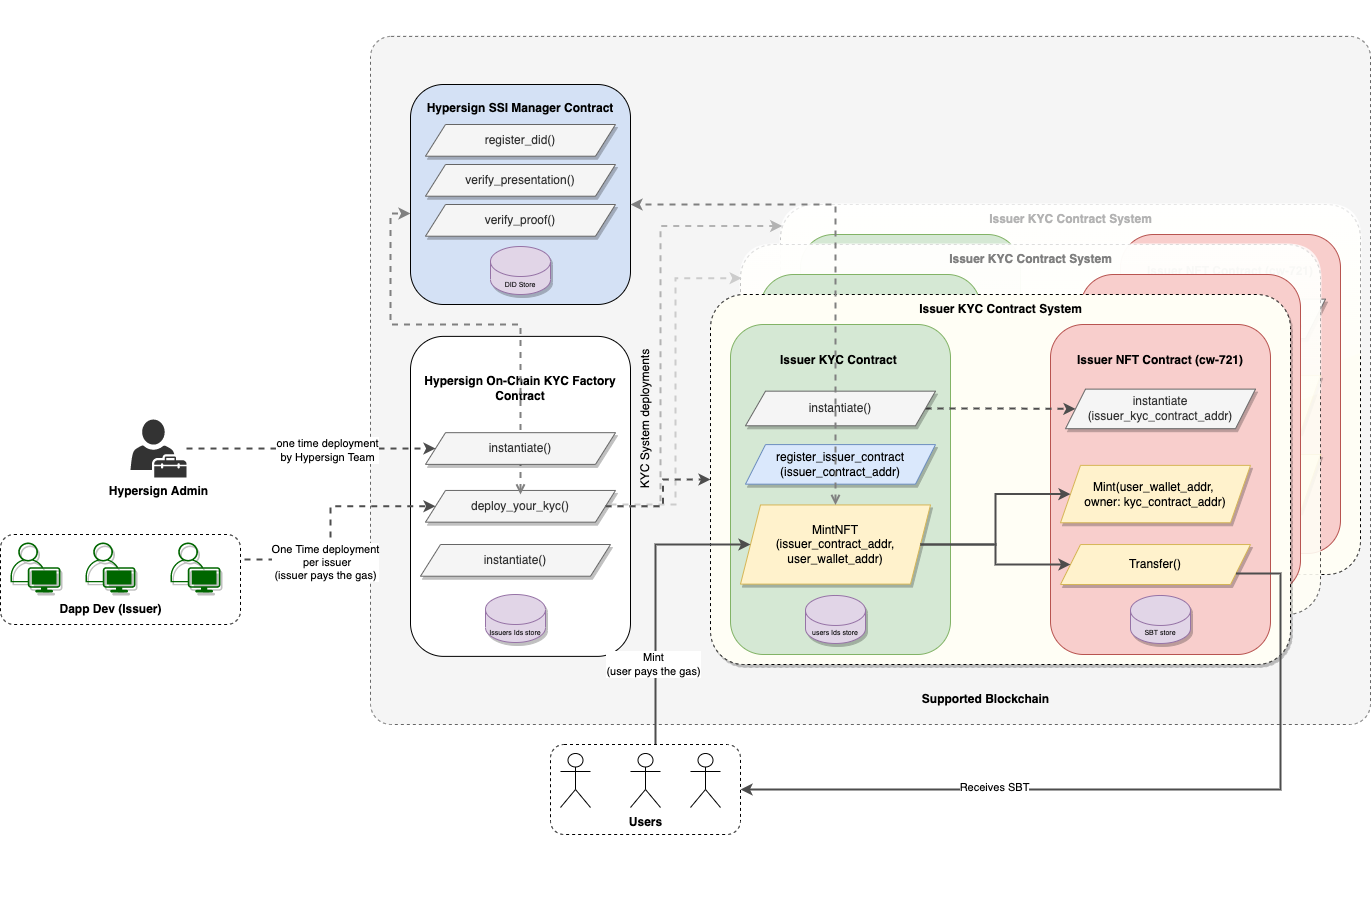 Hypersign SSI Manager Contract
register_did()
verify_presentation()
verify_proof()
DID Store
Issuer KYC Contract System
Issuer KYC Contract System
Issuer KYC Contract System
Hypersign On-Chain KYC Factory
Contract
instantiate()
deploy_your_kyc()
instantiate()
Issuers Ids store
KYC System deployments
Issuer KYC Contract
instantiate()
register_issuer_contract
(issuer_contract_addr)
MintNFT
(issuer_contract_addr,
user_wallet_addr)
users Ids store
Issuer NFT Contract (cw-721)
instantiate
(issuer_kyc_contract_addr)
Mint(user_wallet_addr,
owner: kyc_contract_addr)
Transfer()
SBT store
one time deployment
by Hypersign Team
Hypersign Admin
One Time deployment
per issuer
(issuer pays the gas)
Dapp Dev (Issuer)
Mint
(user pays the gas)
Supported Blockchain
Receives SBT
Users